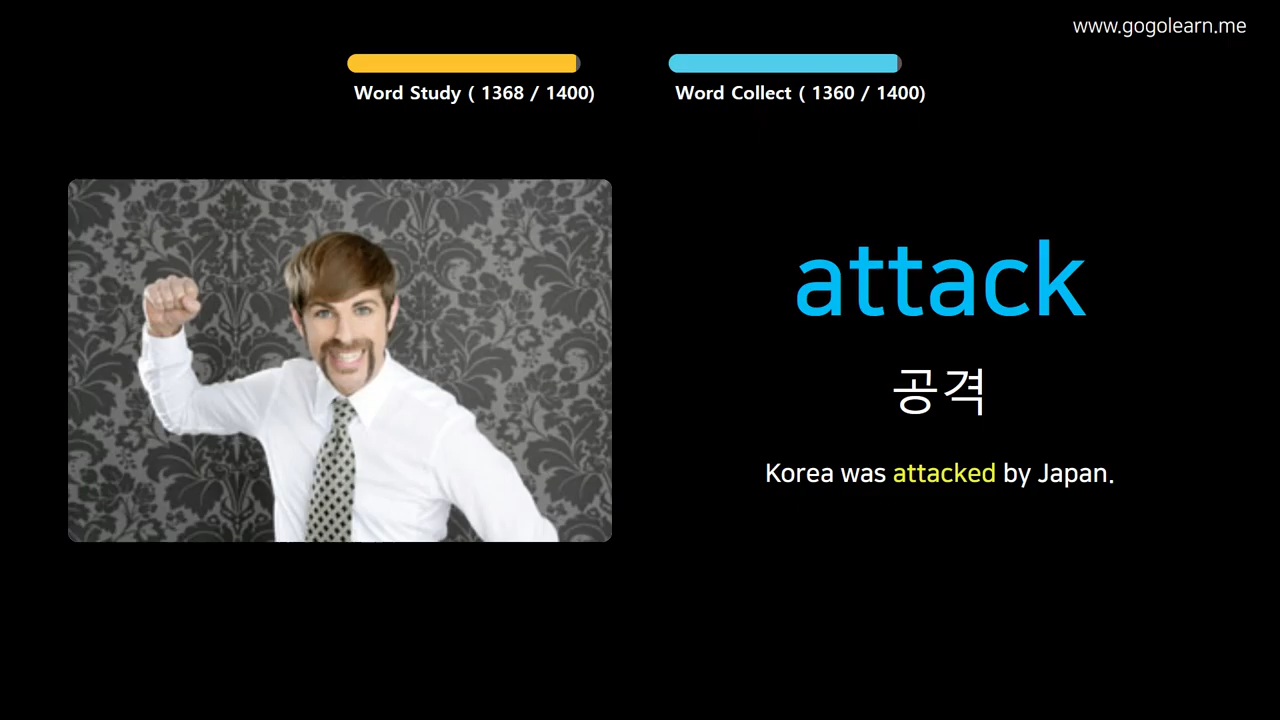 www.gogolearn.me
Word Study ( 1368 / 1400)
Word Collect ( 1360 / 1400)
attack
공격
Korea was attacked by Japan.